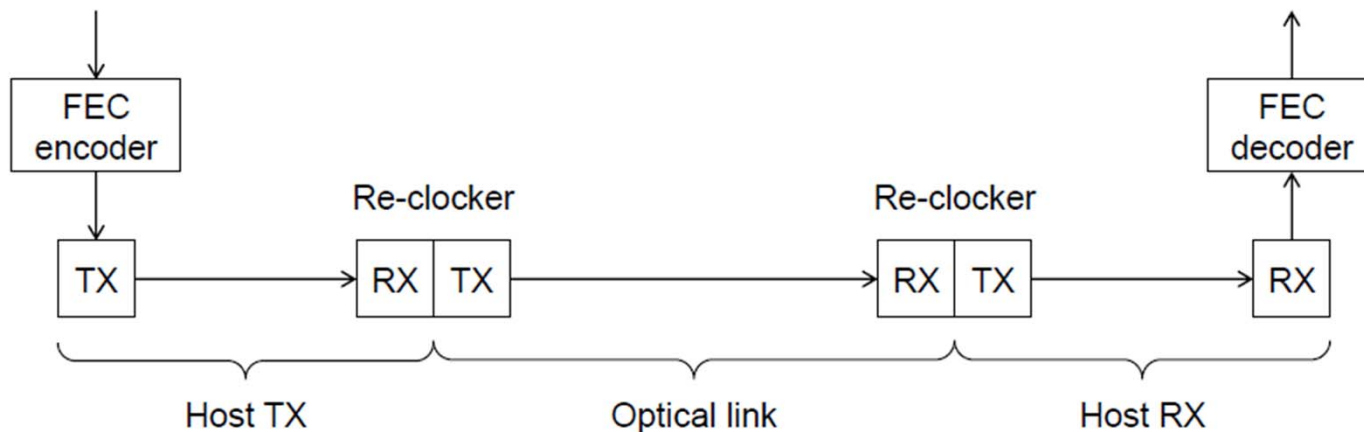 FEC
encoder
FEC
decoder
Re-clocker
Re-clocker
TX
RX
TX
RX
TX
RX
Host TX
Optical link
Host RX